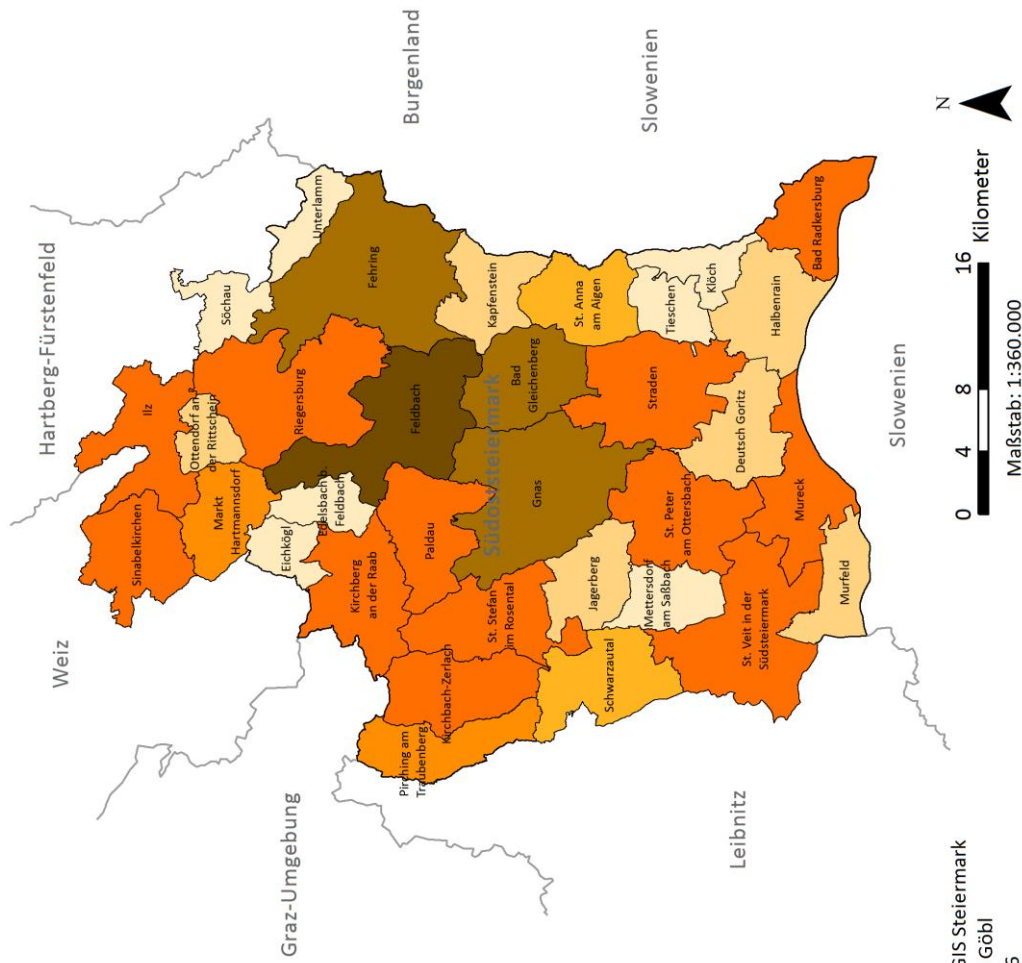 Hartberg-Fürstenfeld
Weiz
Graz-Umgebung
Burgenland
Slowenien
Leibnitz
Slowenien
Südoststeiermark
Ilz
Sinabelkirchen
Ottendorf an
der Rittschein
Markt
Hartmannsdorf
Söchau
Unterlamm
Riegersburg
Eichkögl
Edelsbach b.
Feldbach
Fehring
Kirchberg
an der Raab
Feldbach
Paldau
Pirching am
Traubenberg
Kirchbach-Zerlach
St. Stefan
im Rosental
Gnas
Bad
Gleichenberg
Kapfenstein
St. Anna
am Aigen
Jagerberg
Schwarzautal
Mettersdorf
am Saßbach
St. Peter
am Ottersbach
Straden
Tieschen
Klöch
Deutsch Goritz
Halbenrain
Bad Radkersburg
St. Veit in der
Südsteiermark
Mureck
Murfeld
N
0 4 8 16
Kilometer
Maßstab: 1:360.000
GIS Steiermark
Göbl